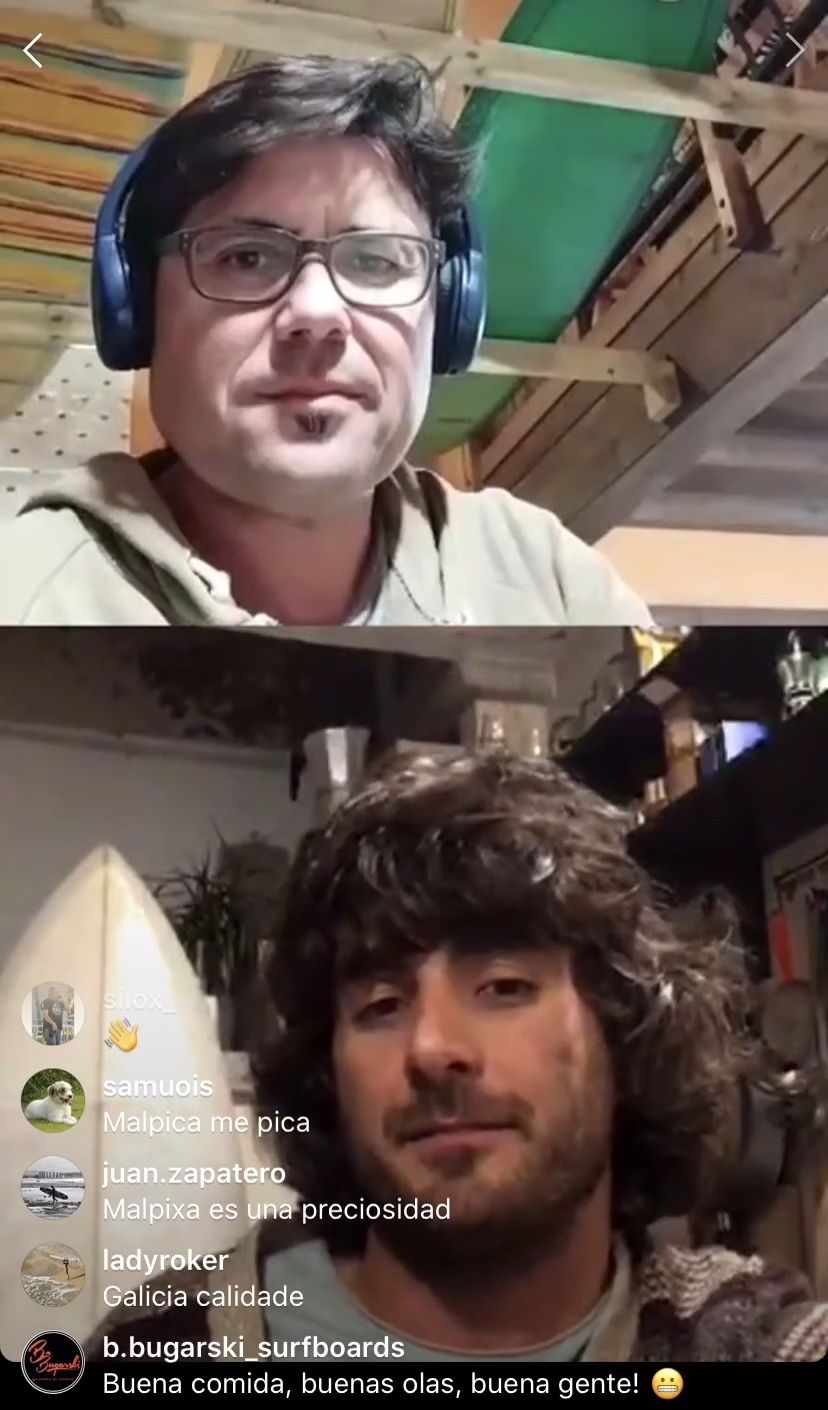 silox_
👋
samuois
Malpica me pica
juan.zapatero
Malpixa es una preciosidad
ladyroker
Galicia calidade
b.bugarski_surfboards
Buena comida, buenas olas, buena gente! 😬